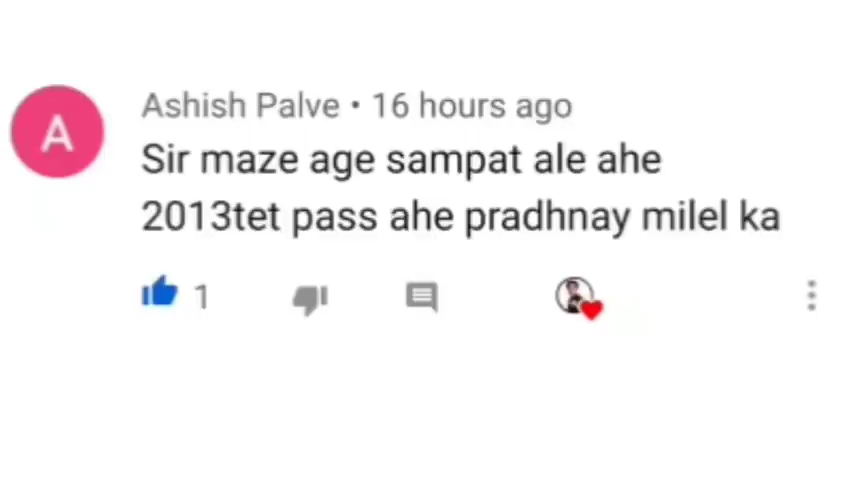 A
Ashish Palve • 16 hours ago
Sir maze age sampat ale ahe
2013tet pass ahe pradhnay milel ka
1